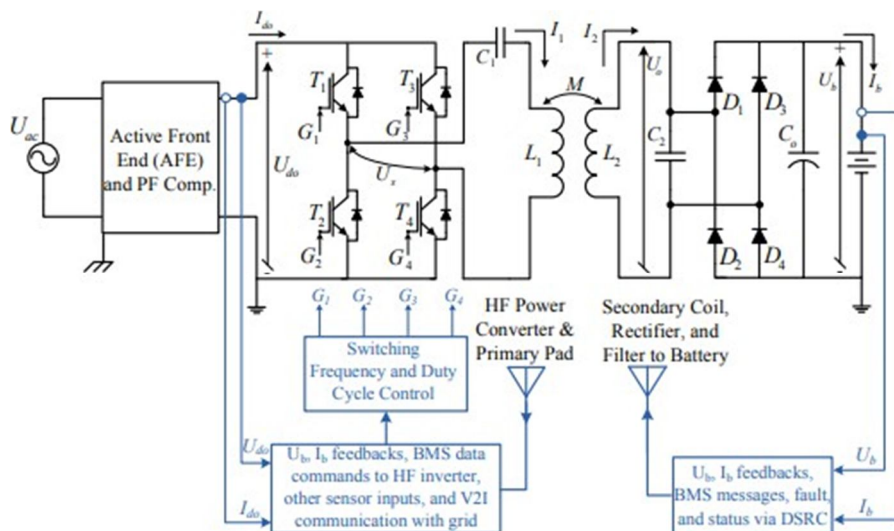 I_do
I_1
I_2
C_1
+
U_o
+
I_b
T_1
T_3
M
U_b
D_1
D_3
U_ac
Active Front
End (AFE)
and PF Comp.
G_1
G_3
U_do
U_s
L_1
L_2
C_2
C_o
T_2
T_4
G_2
G_4
D_2
D_4
-
-
G_1
G_2
G_3
G_4
HF Power
Converter &
Primary Pad
Secondary Coil,
Rectifier, and
Filter to Battery
Switching
Frequency and Duty
Cycle Control
U_do
U_b, I_b feedbacks, BMS data
commands to HF inverter,
other sensor inputs, and V2I
communication with grid
I_do
U_b
U_b, I_b feedbacks,
BMS messages, fault,
and status via DSRC
I_b